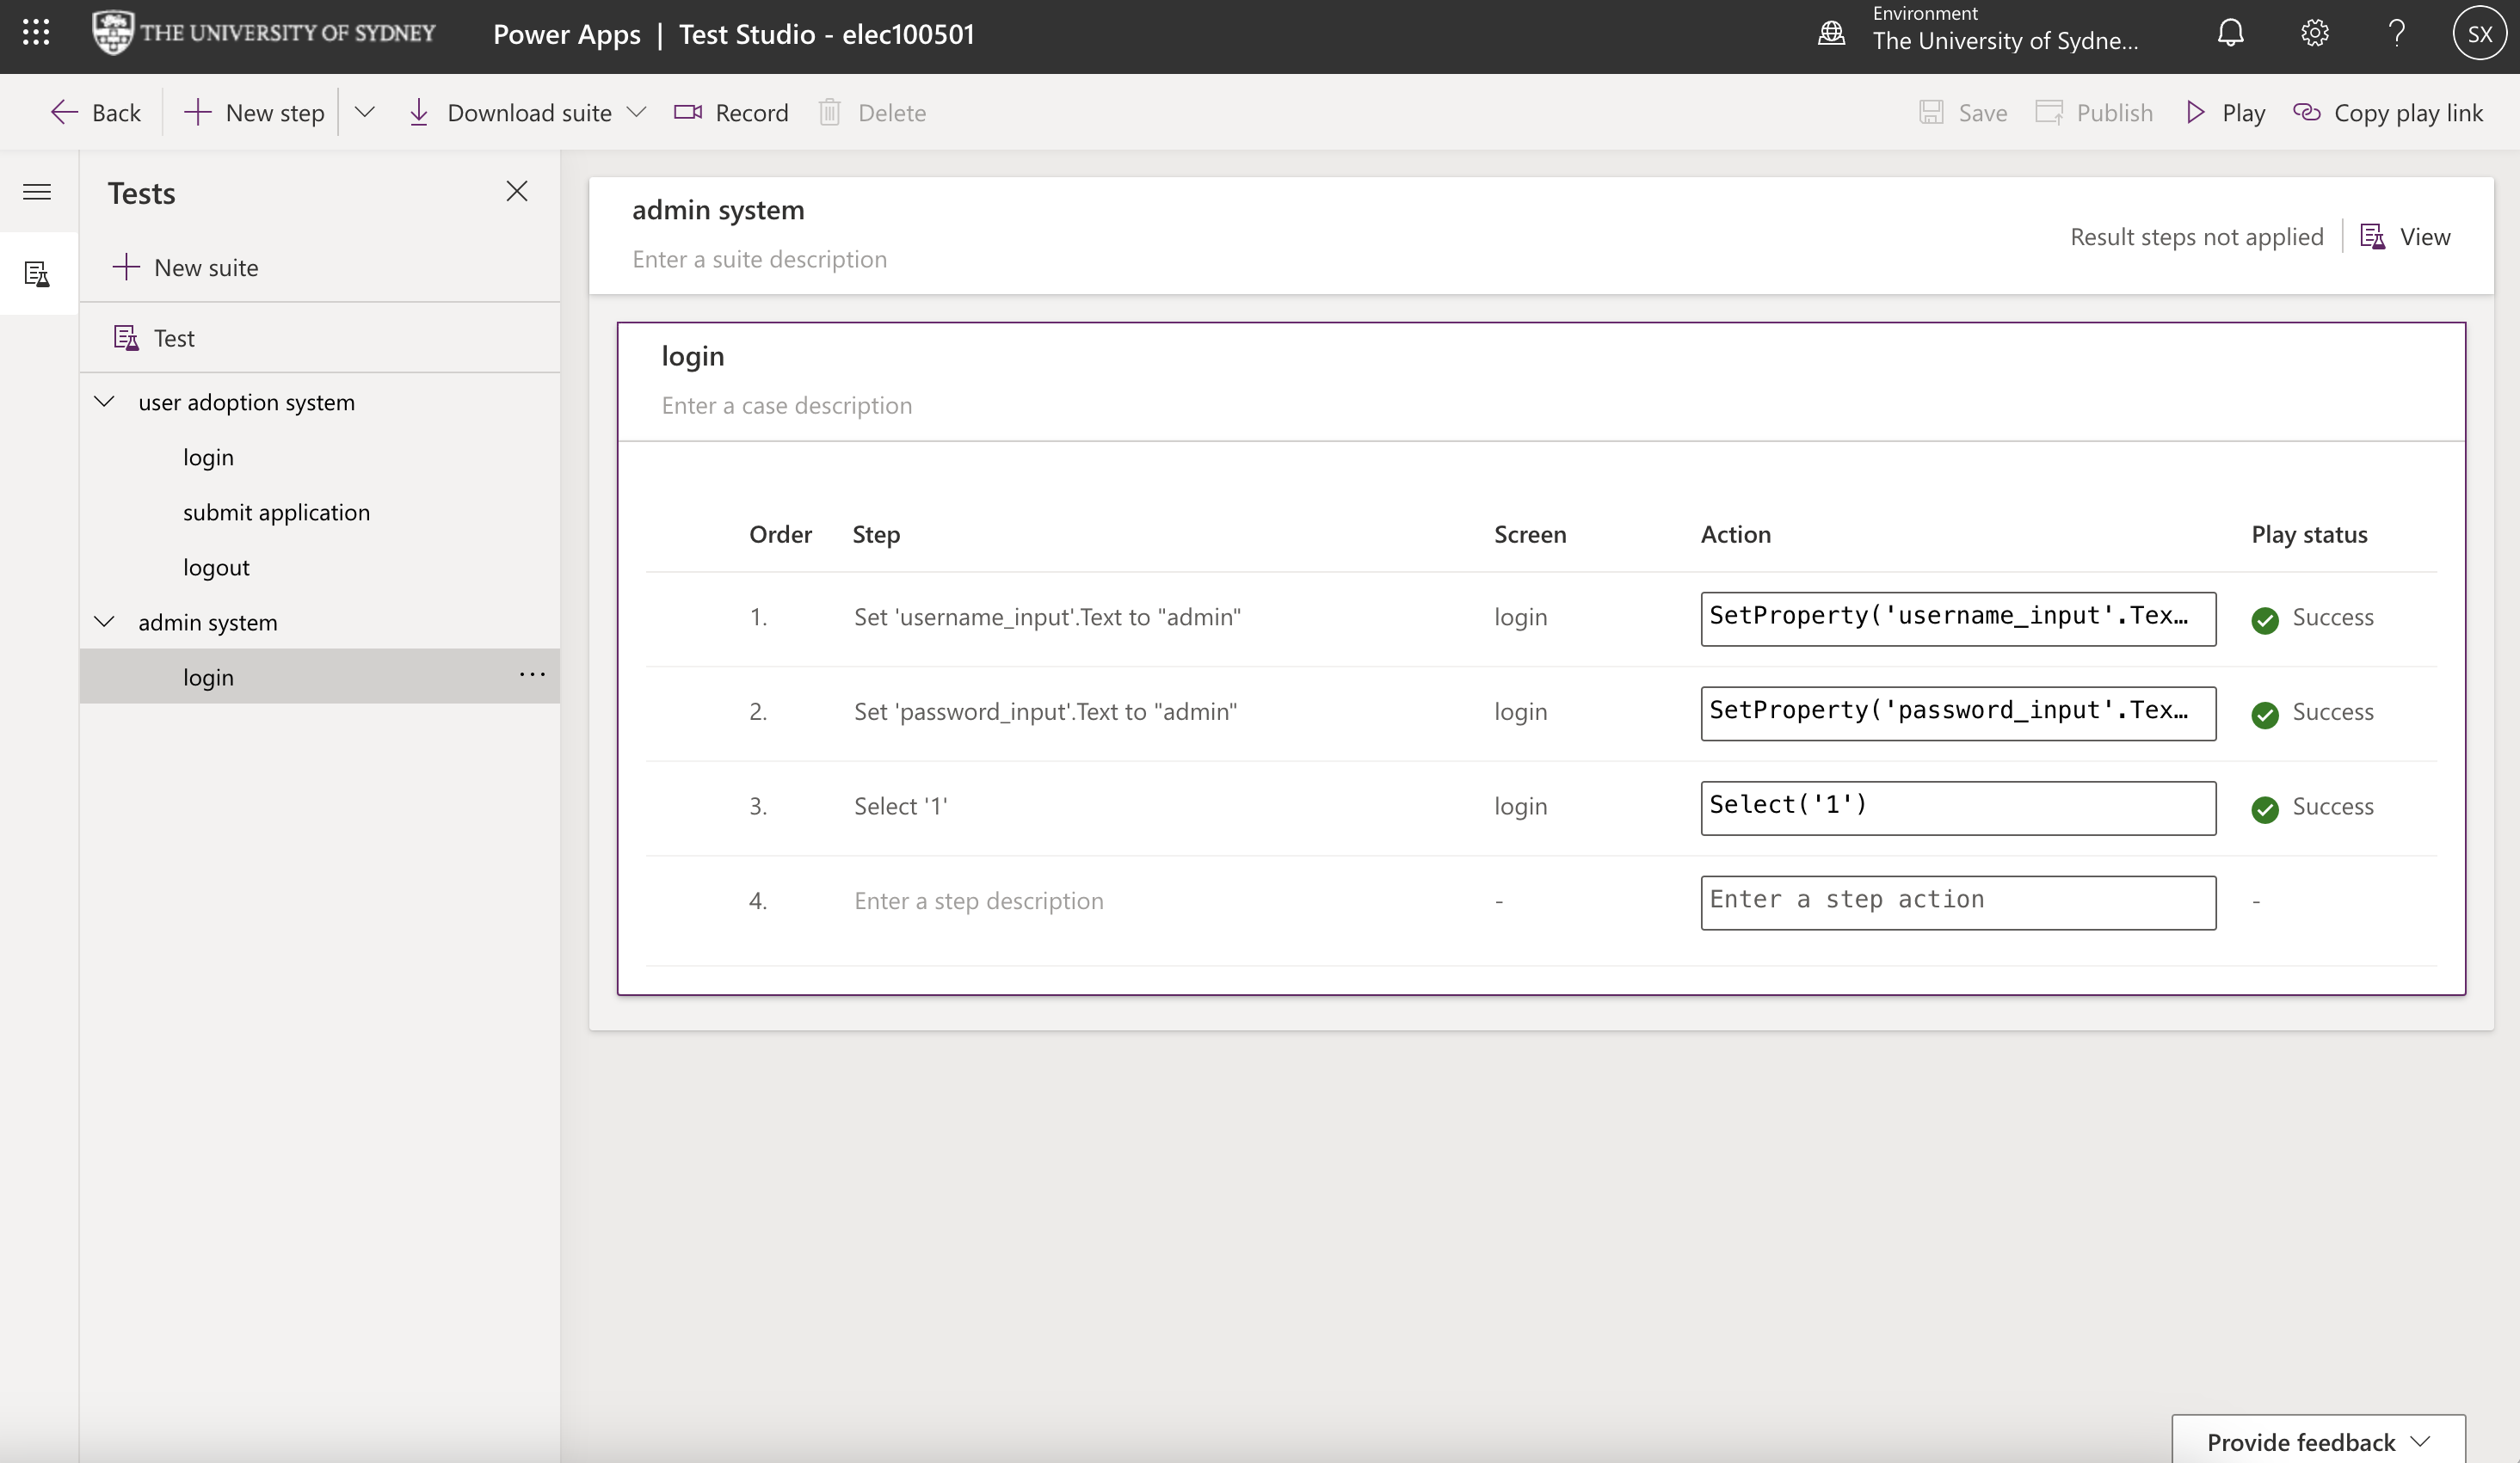 THE UNIVERSITY OF SYDNEY
Power Apps | Test Studio - elec100501
Environment
The University of Sydne...
SX
Back
New step
Download suite
Record
Delete
Save
Publish
Play
Copy play link
Tests
New suite
Test
user adoption system
login
submit application
logout
admin system
login
...
admin system
Enter a suite description
Result steps not applied
View
login
Enter a case description
Order Step Screen Action Play status
1. Set 'username_input'.Text to "admin" login SetProperty('username_input'.Tex… Success
2. Set 'password_input'.Text to "admin" login SetProperty('password_input'.Tex… Success
3. Select '1' login Select('1') Success
4. Enter a step description - Enter a step action -
Provide feedback